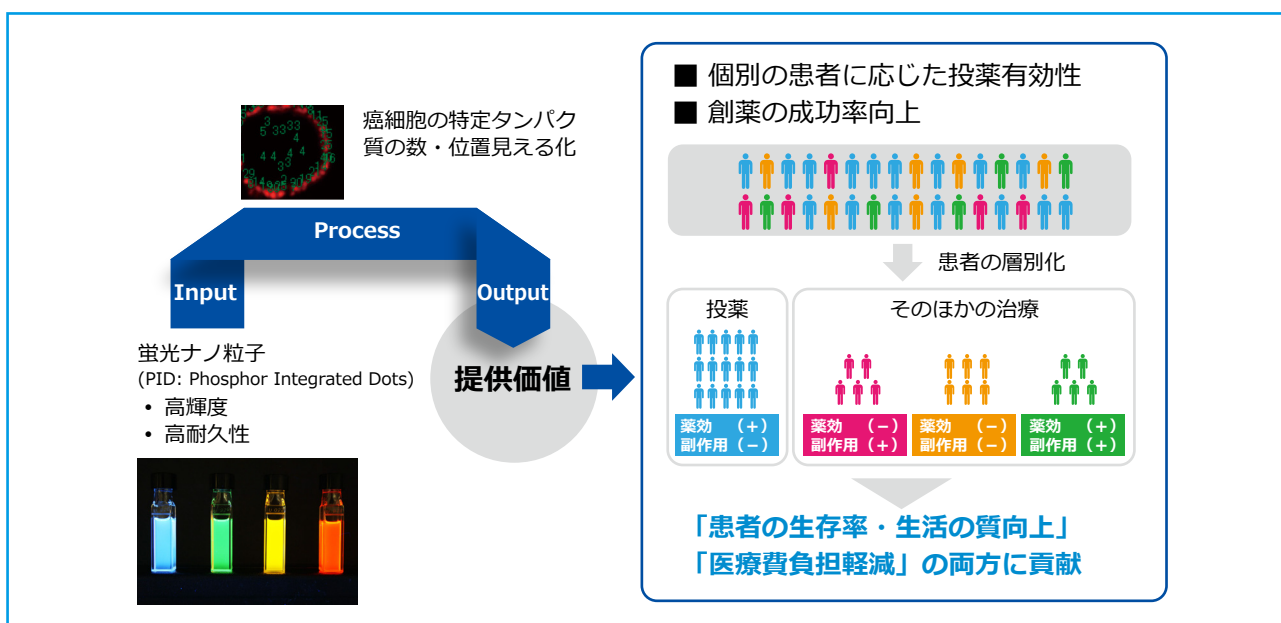 癌細胞の特定タンパク
質の数・位置見える化
Process
Input
Output
蛍光ナノ粒子
(PID: Phosphor Integrated Dots)
• 高輝度
• 高耐久性
提供価値
■ 個別の患者に応じた投薬有効性
■ 創薬の成功率向上
患者の層別化
投薬
薬効 （+）
副作用（−）
そのほかの治療
薬効 （−）
副作用（+）
薬効 （−）
副作用（−）
薬効 （+）
副作用（+）
「患者の生存率・生活の質向上」
「医療費負担軽減」の両方に貢献